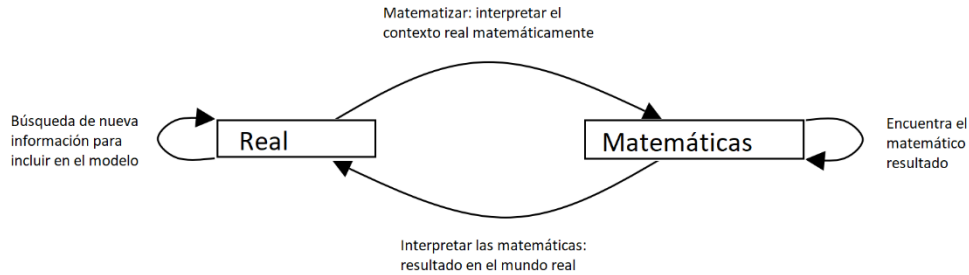 Matematizar: interpretar el
contexto real matemáticamente
Búsqueda de nueva
información para
incluir en el modelo
Real
Matemáticas
Encuentra el
matemático
resultado
Interpretar las matemáticas:
resultado en el mundo real